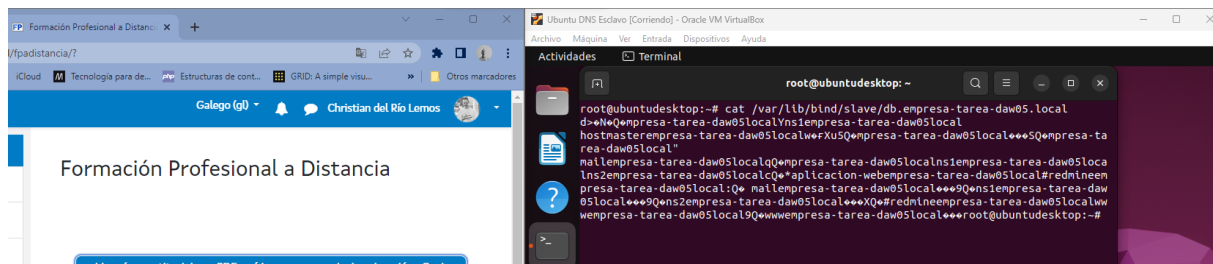 FP Formación Profesional a Distanci
l/fpadistancia/?
iCloud Tecnología para de... php Estructuras de cont... GRID: A simple visu... » Otros marcadores
Galego (gl) Christian del Río Lemos
Formación Profesional a Distancia
Ubuntu DNS Esclavo [Corriendo] - Oracle VM VirtualBox
Archivo Máquina Ver Entrada Dispositivos Ayuda
Actividades Terminal
root@ubuntudesktop: ~
root@ubuntudesktop:~# cat /var/lib/bind/slave/db.empresa-tarea-daw05.local
d>�N�Q�mpresa-tarea-daw05localYns1empresa-tarea-daw05local
hostmasterempresa-tarea-daw05localw�FXu5Q�mpresa-tarea-daw05local���SQ�mpresa-ta
rea-daw05local"
mailempresa-tarea-daw05localqQ�mpresa-tarea-daw05localns1empresa-tarea-daw05loca
lns2empresa-tarea-daw05localcQ�*aplicacion-webempresa-tarea-daw05local#redmineem
presa-tarea-daw05local:Q� mailempresa-tarea-daw05local���9Q�ns1empresa-tarea-daw
05local���9Q�ns2empresa-tarea-daw05local���XQ�#redmineempresa-tarea-daw05localww
wempresa-tarea-daw05local9Q�wwwempresa-tarea-daw05local���root@ubuntudesktop:~#